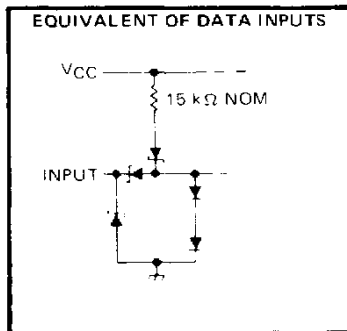 EQUIVALENT OF DATA INPUTS
VCC
15 kΩ NOM
INPUT